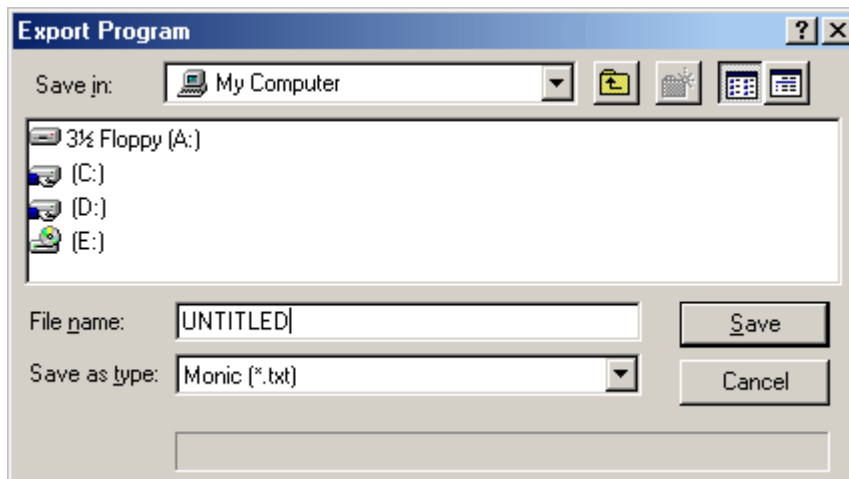 Export Program
Save in: My Computer
3½ Floppy (A:)
(C:)
(D:)
(E:)
File name: UNTITLED
Save
Save as type: Monic (*.txt)
Cancel